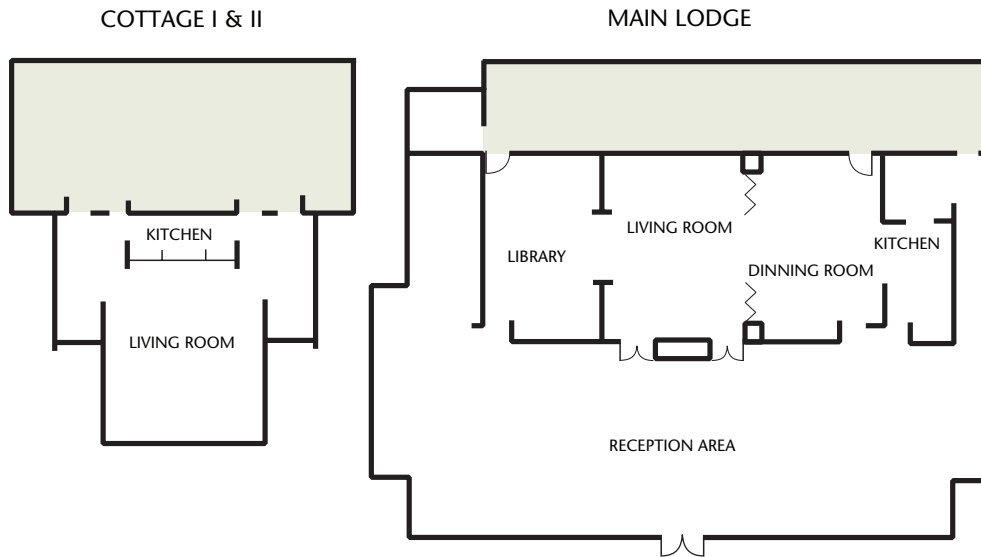 COTTAGE I & II
MAIN LODGE
KITCHEN
LIVING ROOM
LIVING ROOM
LIBRARY
KITCHEN
DINNING ROOM
RECEPTION AREA